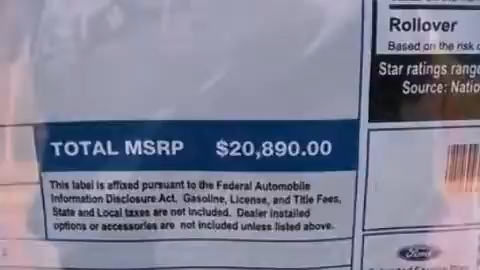 Rollover
Based on the risk
Star ratings range
Source: Natio
TOTAL MSRP $20,890.00
This label is affixed pursuant to the Federal Automobile
Information Disclosure Act. Gasoline, License, and Title Fees,
State and Local taxes are not included. Dealer installed
options or accessories are not included unless listed above.
Ford